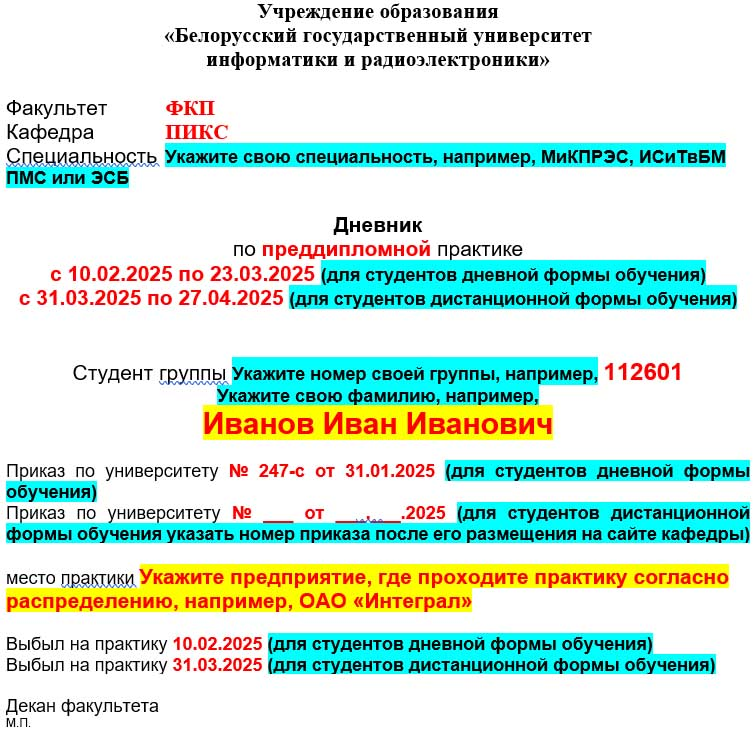 Учреждение образования
«Белорусский государственный университет
информатики и радиоэлектроники»
Факультет ФКП
Кафедра ПИКС
Специальность Укажите свою специальность, например, МиКПРЭС, ИСиТвБМ
ПМС или ЭСБ
Дневник
по преддипломной практике
с 10.02.2025 по 23.03.2025 (для студентов дневной формы обучения)
с 31.03.2025 по 27.04.2025 (для студентов дистанционной формы обучения)
Студент группы Укажите номер своей группы, например, 112601
Укажите свою фамилию, например,
Иванов Иван Иванович
Приказ по университету № 247-с от 31.01.2025 (для студентов дневной формы
обучения)
Приказ по университету № ___ от ___,___.2025 (для студентов дистанционной
формы обучения указать номер приказа после его размещения на сайте кафедры)
место практики Укажите предприятие, где проходите практику согласно
распределению, например, ОАО «Интеграл»
Выбыл на практику 10.02.2025 (для студентов дневной формы обучения)
Выбыл на практику 31.03.2025 (для студентов дистанционной формы обучения)
Декан факультета
М.П.